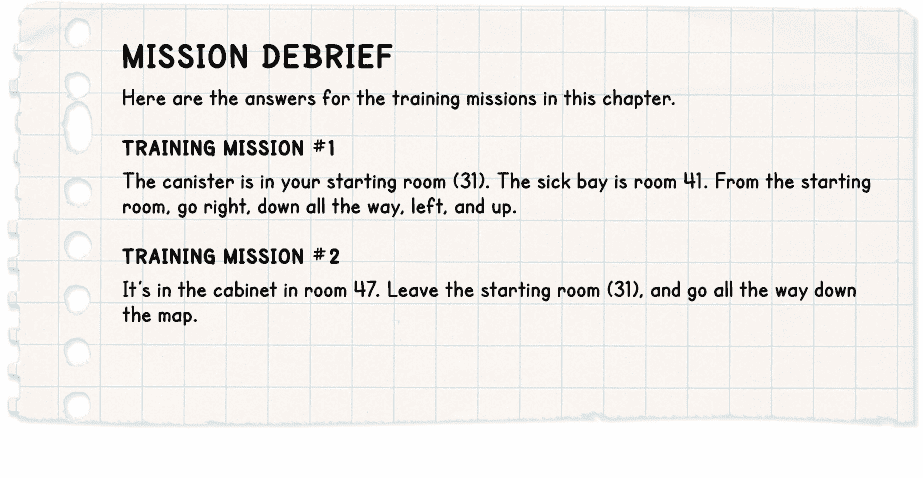 MISSION DEBRIEF
Here are the answers for the training missions in this chapter.
TRAINING MISSION #1
The canister is in your starting room (31). The sick bay is room 41. From the starting
room, go right, down all the way, left, and up.
TRAINING MISSION #2
It's in the cabinet in room 47. Leave the starting room (31), and go all the way down
the map.